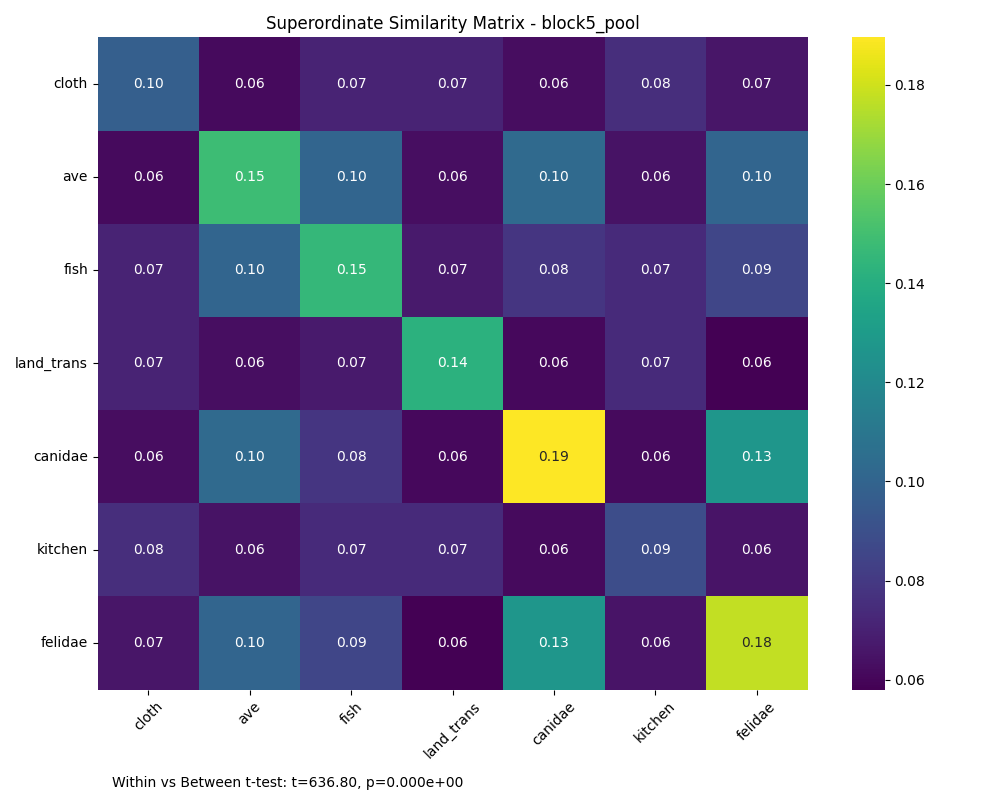 Superordinate Similarity Matrix - block5_pool
cloth 0.10 0.06 0.07 0.07 0.06 0.08 0.07
ave 0.06 0.15 0.10 0.06 0.10 0.06 0.10
fish 0.07 0.10 0.15 0.07 0.08 0.07 0.09
land_trans 0.07 0.06 0.07 0.14 0.06 0.07 0.06
canidae 0.06 0.10 0.08 0.06 0.19 0.06 0.13
kitchen 0.08 0.06 0.07 0.07 0.06 0.09 0.06
felidae 0.07 0.10 0.09 0.06 0.13 0.06 0.18
cloth ave fish land_trans canidae kitchen felidae
0.18
0.16
0.14
0.12
0.10
0.08
0.06
Within vs Between t-test: t=636.80, p=0.000e+00